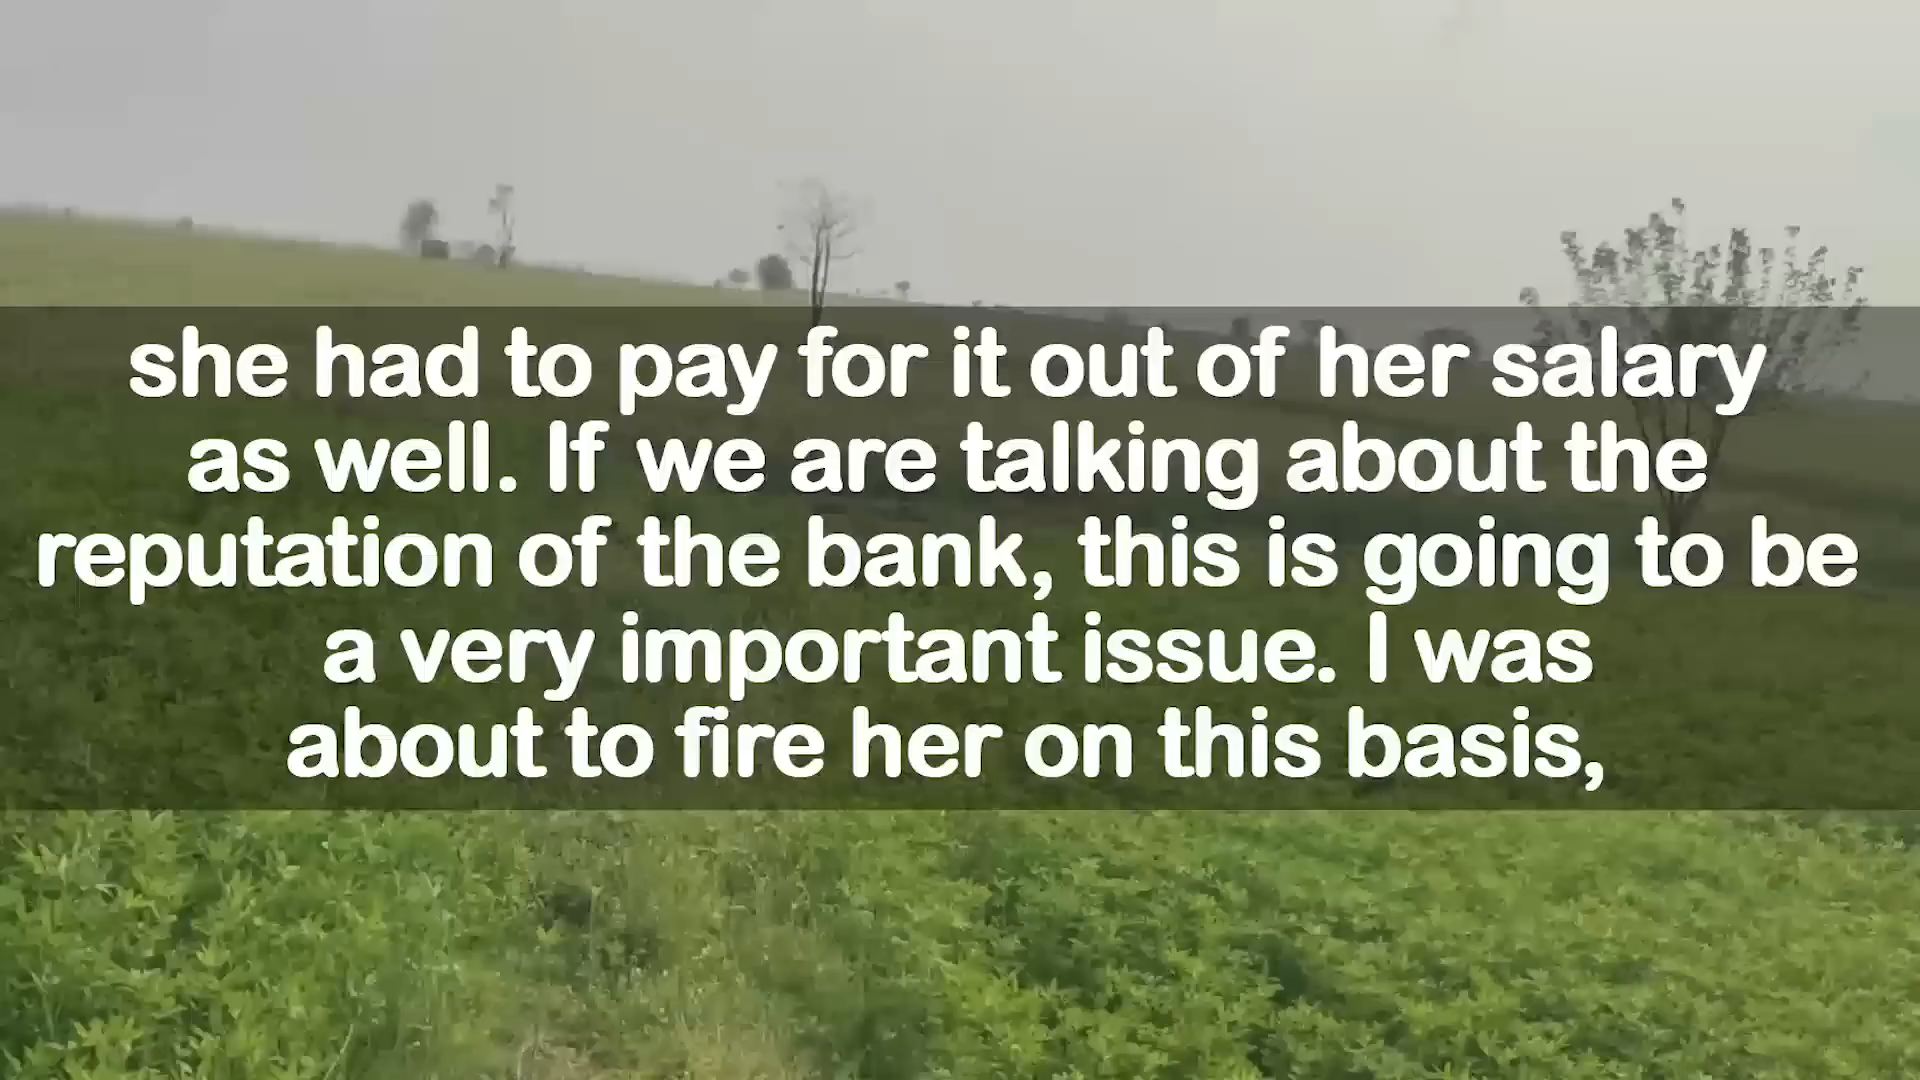 she had to pay for it out of her salary
as well. If we are talking about the
reputation of the bank, this is going to be
a very important issue. I was
about to fire her on this basis,